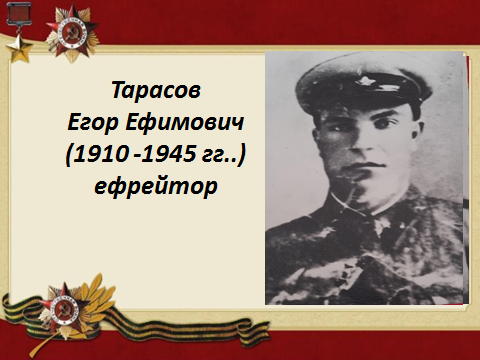 Тарасов
Егор Ефимович
(1910 -1945 гг..)
ефрейтор